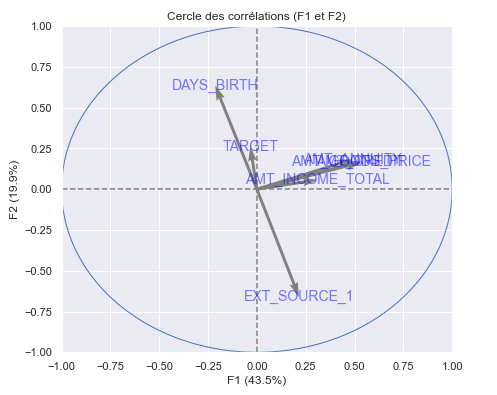 Cercle des corrélations (F1 et F2)
1.00
0.75
DAYS_BIRTH
0.50
TARGET
0.25
AMT_ANNUITY
AMT_INCOME_TOTAL
0.00
−0.25
−0.50
EXT_SOURCE_1
−0.75
−1.00
F2 (19.9%)
−1.00 −0.75 −0.50 −0.25 0.00 0.25 0.50 0.75 1.00
F1 (43.5%)